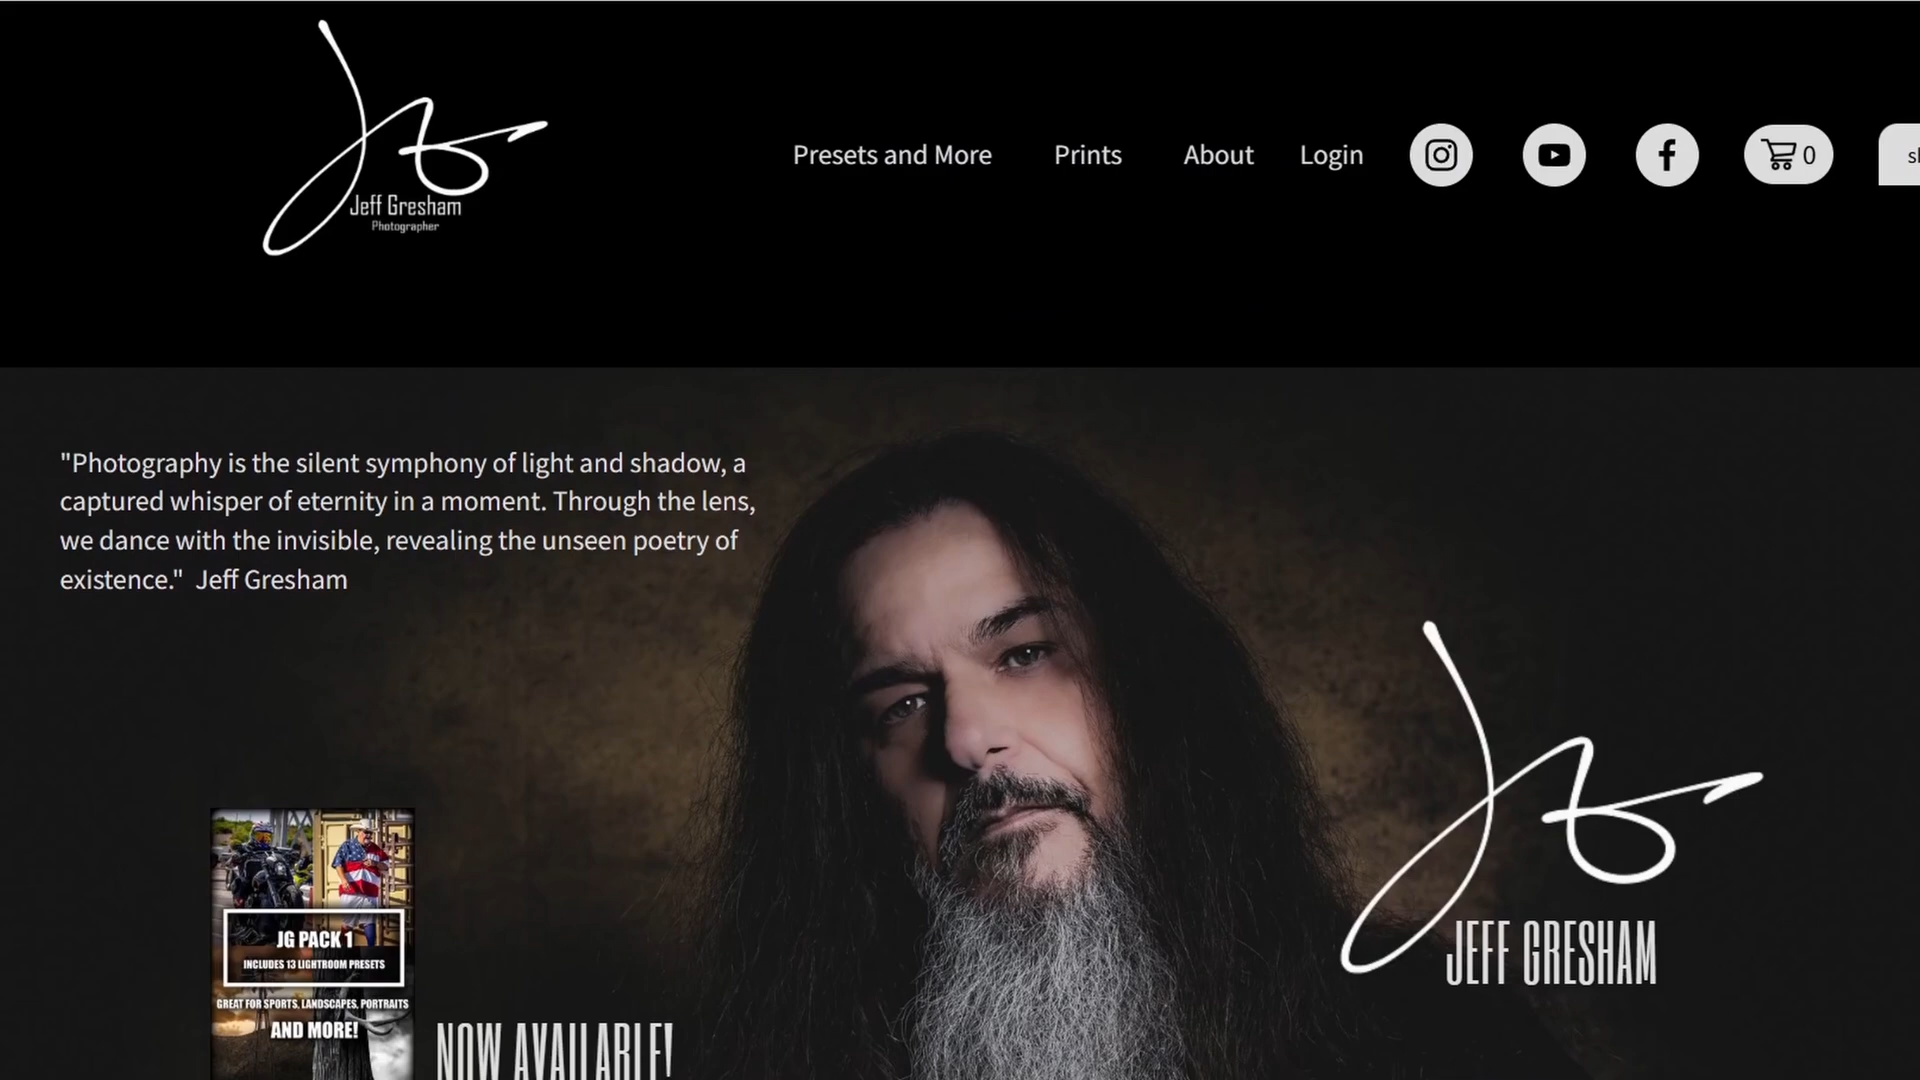 Jeff Gresham
Photographer
Presets and More
Prints
About
Login
0
"Photography is the silent symphony of light and shadow, a
captured whisper of eternity in a moment. Through the lens,
we dance with the invisible, revealing the unseen poetry of
existence." Jeff Gresham
JEFF GRESHAM
JG PACK 1
INCLUDES 13 LIGHTROOM PRESETS
GREAT FOR SPORTS, LANDSCAPES, PORTRAITS
AND MORE!
NOW AVAILABLE!